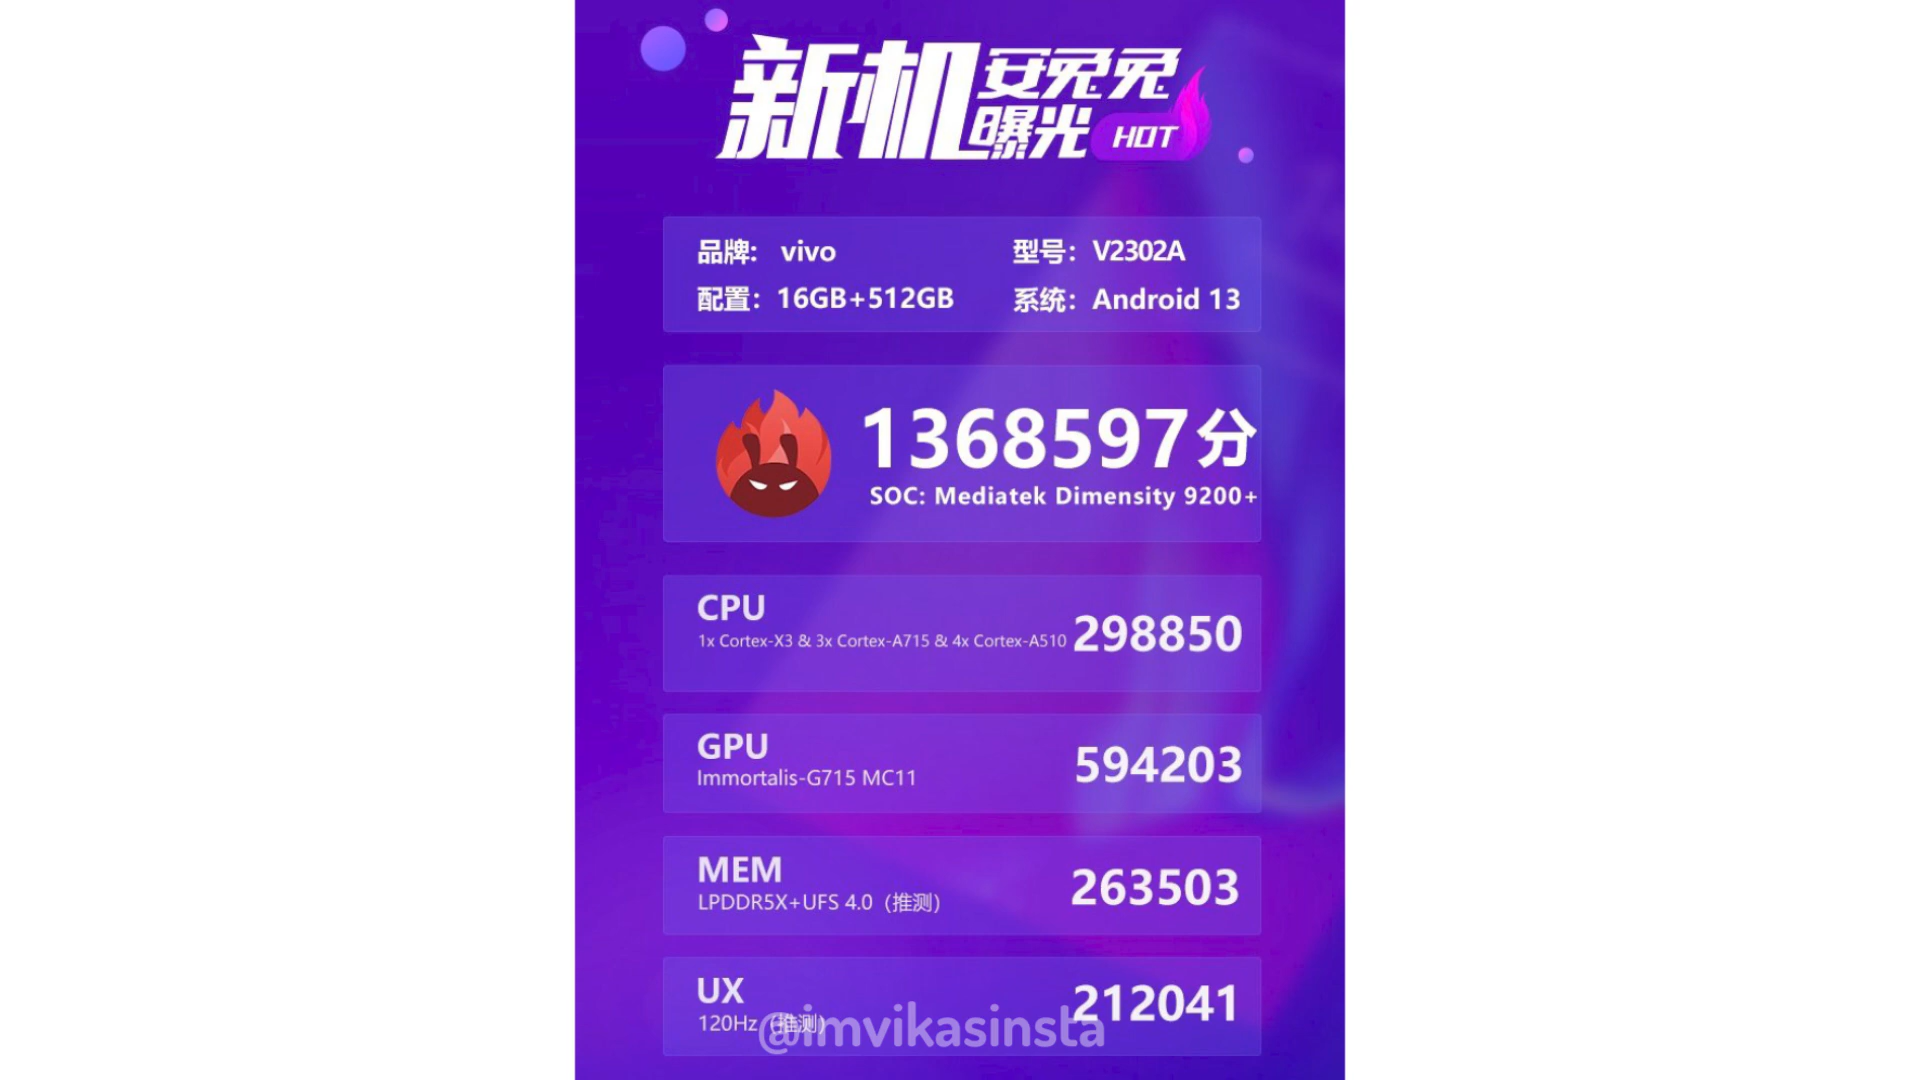 新机 安兔兔
曝光 HOT
品牌: vivo 型号: V2302A
配置: 16GB+512GB 系统: Android 13
1368597分
SOC: Mediatek Dimensity 9200+
CPU
1x Cortex-X3 & 3x Cortex-A715 & 4x Cortex-A510 298850
GPU
Immortalis-G715 MC11 594203
MEM
LPDDR5X+UFS 4.0 (推测) 263503
UX 212041
120Hz (推测)
@imvikasinsta